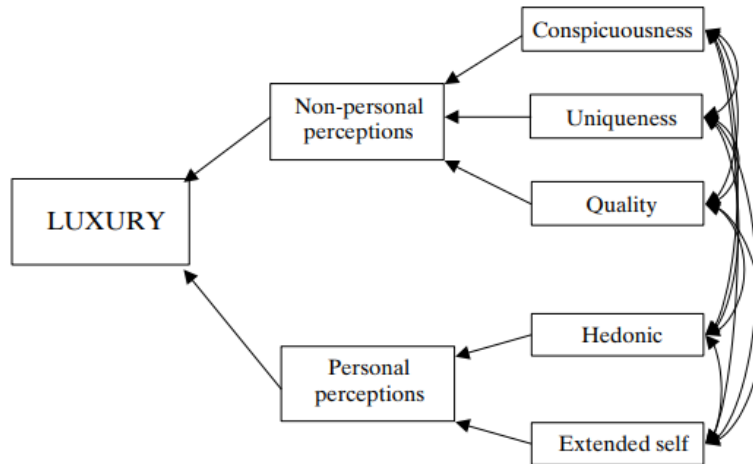 Conspicuousness
Non-personal
perceptions
Uniqueness
Quality
LUXURY
Hedonic
Personal
perceptions
Extended self